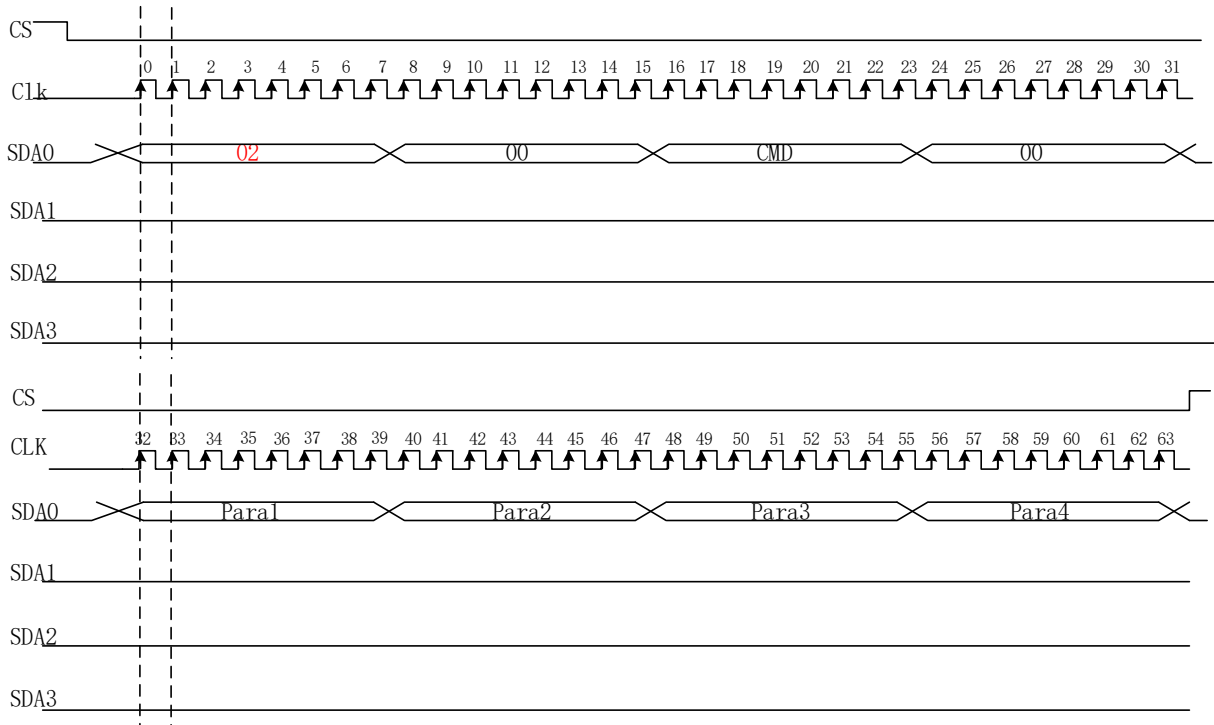 CS
0 1 2 3 4 5 6 7 8 9 10 11 12 13 14 15 16 17 18 19 20 21 22 23 24 25 26 27 28 29 30 31
Clk
SDA0 02 00 CMD 00
SDA1
SDA2
SDA3
CS
32 33 34 35 36 37 38 39 40 41 42 43 44 45 46 47 48 49 50 51 52 53 54 55 56 57 58 59 60 61 62 63
CLK
SDA0 Para1 Para2 Para3 Para4
SDA1
SDA2
SDA3